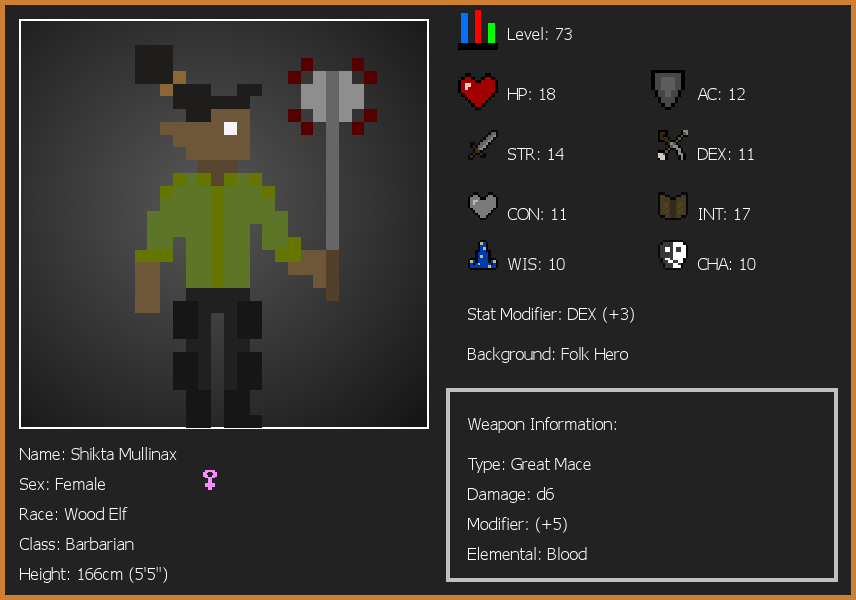 Level: 73
HP: 18
AC: 12
STR: 14
DEX: 11
CON: 11
INT: 17
WIS: 10
CHA: 10
Stat Modifier: DEX (+3)
Background: Folk Hero
Weapon Information:
Type: Great Mace
Damage: d6
Modifier: (+5)
Elemental: Blood
Name: Shikta Mullinax
Sex: Female
Race: Wood Elf
Class: Barbarian
Height: 166cm (5'5")